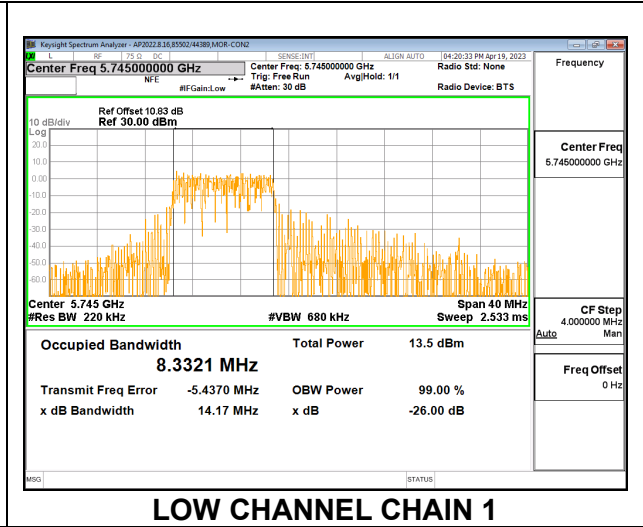 Keysight Spectrum Analyzer - AP2022.8.16,85502/44389,MOR-CON2
LXI L RF 75 Ω DC SENSE:INT ALIGN AUTO 04:20:33 PM Apr 19, 2023
Center Freq 5.745000000 GHz
NFE
#IFGain:Low
Center Freq: 5.745000000 GHz
Trig: Free Run Avg|Hold: 1/1
#Atten: 30 dB
Radio Std: None
Radio Device: BTS
Frequency
Ref Offset 10.83 dB
10 dB/div Ref 30.00 dBm
Log
20.0
10.0
0.00
-10.0
-20.0
-30.0
-40.0
-50.0
-60.0
Center 5.745 GHz Span 40 MHz
#Res BW 220 kHz #VBW 680 kHz Sweep 2.533 ms
Center Freq
5.745000000 GHz
CF Step
4.000000 MHz
Auto Man
Freq Offset
0 Hz
Occupied Bandwidth Total Power 13.5 dBm
8.3321 MHz
Transmit Freq Error -5.4370 MHz OBW Power 99.00 %
x dB Bandwidth 14.17 MHz x dB -26.00 dB
MSG STATUS
LOW CHANNEL CHAIN 1